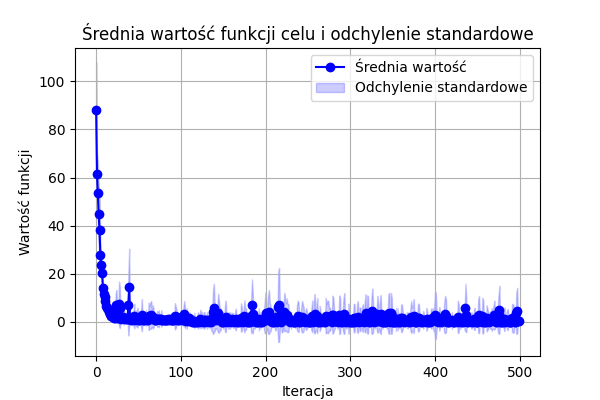 Średnia wartość funkcji celu i odchylenie standardowe
Średnia wartość
Odchylenie standardowe
Wartość funkcji
100
80
60
40
20
0
0
100
200
300
400
500
Iteracja